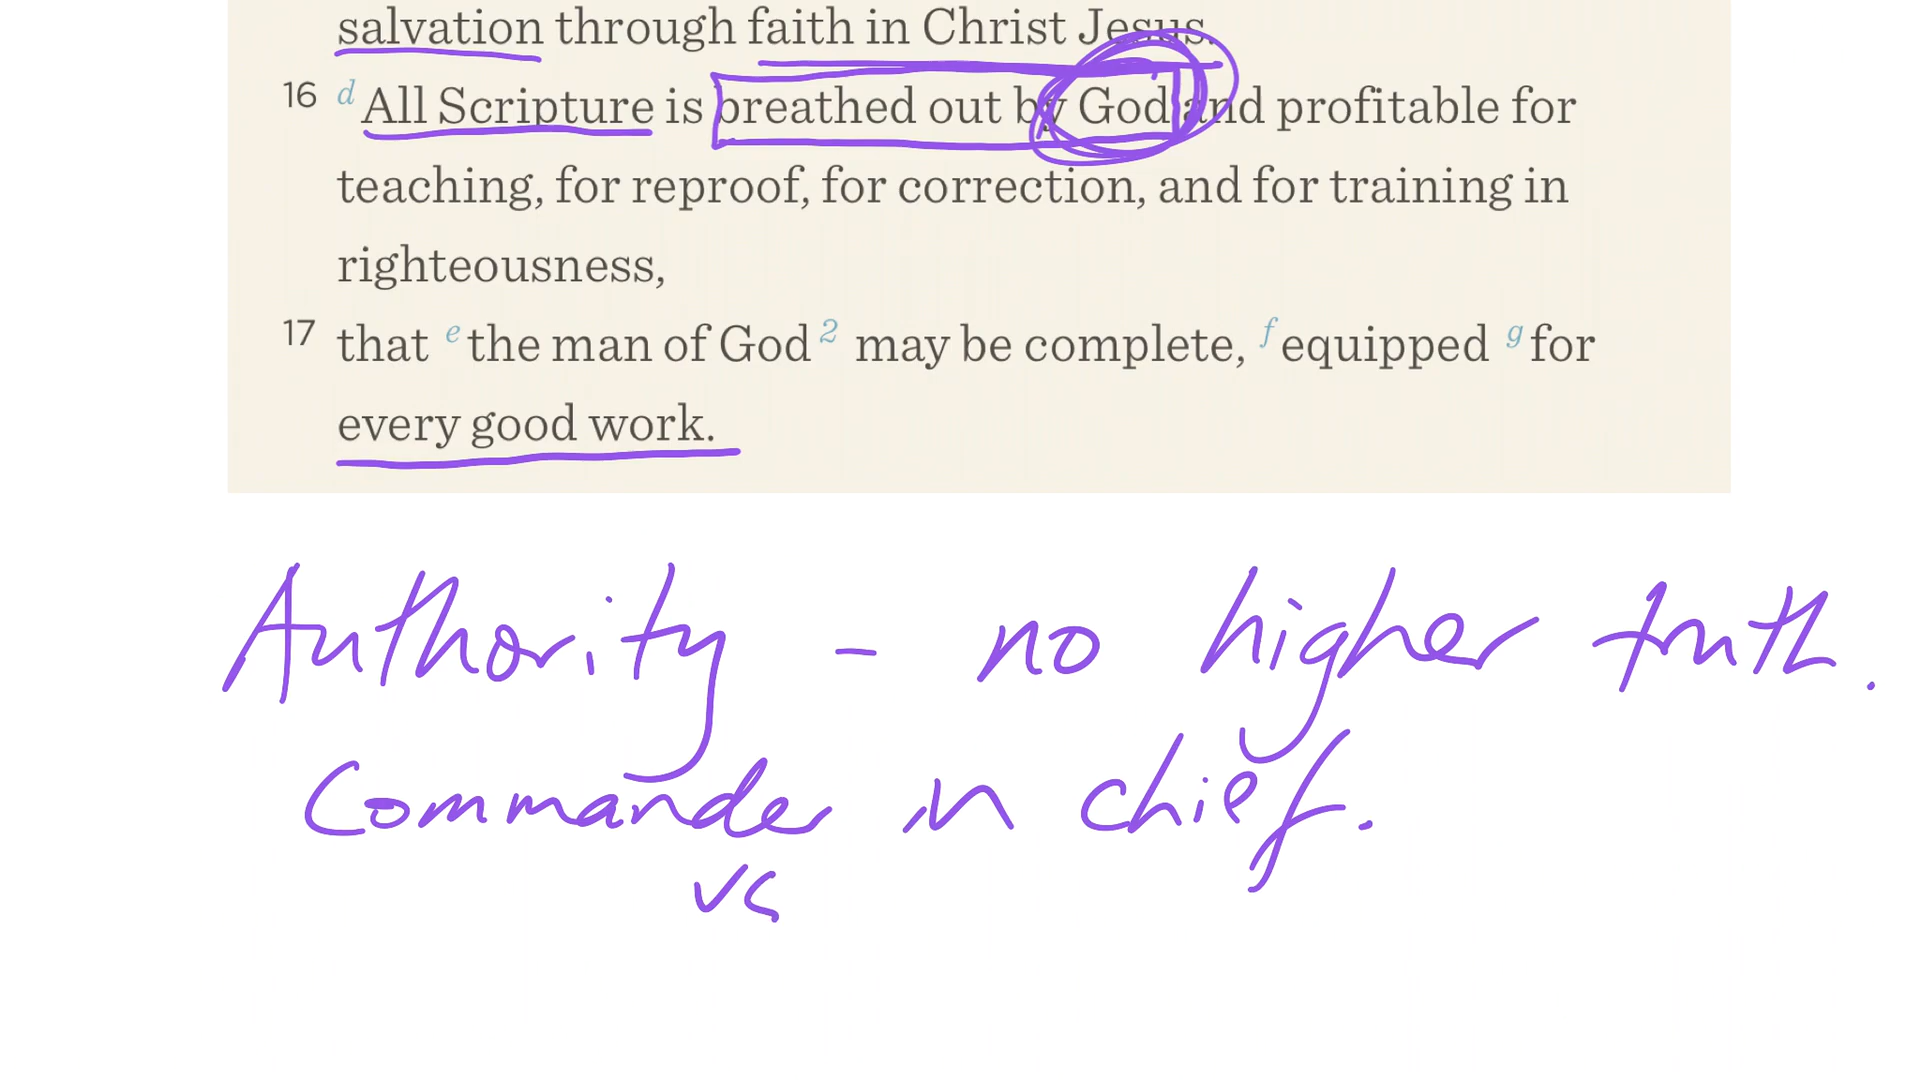 salvation through faith in Christ Jesus.
16 d All Scripture is breathed out by God and profitable for
teaching, for reproof, for correction, and for training in
righteousness,
17 that e the man of God 2 may be complete, f equipped g for
every good work.
Authority - no higher truth.
Commander in chief.
vs